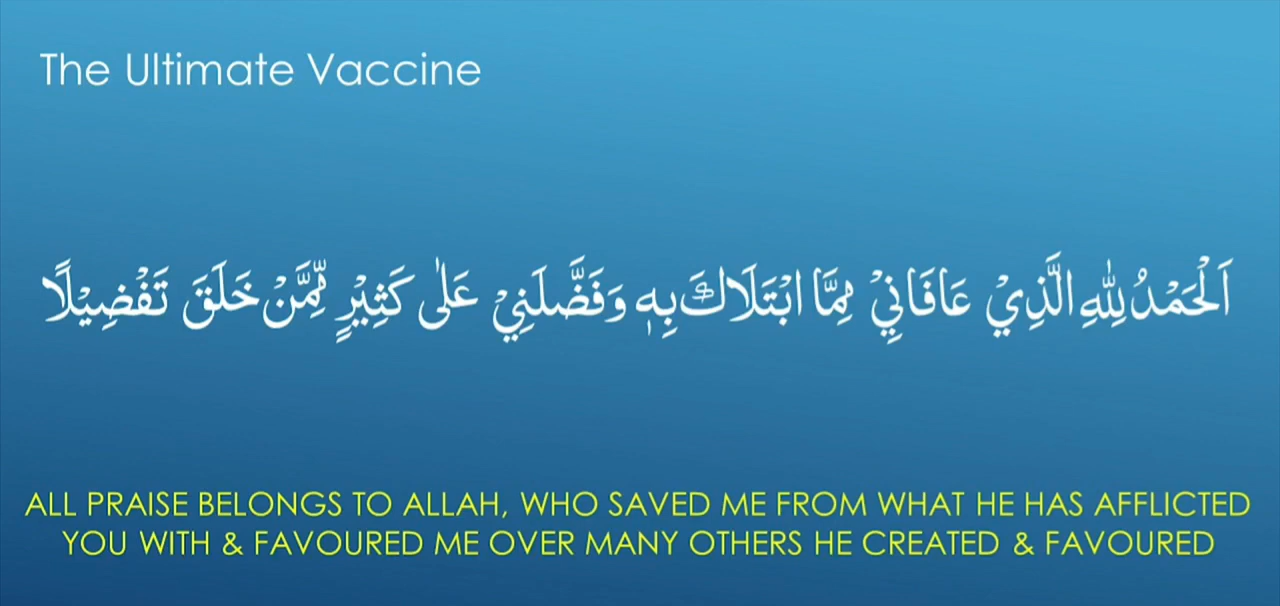 The Ultimate Vaccine
اَلْحَمْدُ لِلّٰهِ الَّذِيْ عَافَانِيْ مِمَّا ابْتَلَاكَ بِهٖ وَفَضَّلَنِيْ عَلٰى كَثِيْرٍ مِّمَّنْ خَلَقَ تَفْضِيْلًا
ALL PRAISE BELONGS TO ALLAH, WHO SAVED ME FROM WHAT HE HAS AFFLICTED
YOU WITH & FAVOURED ME OVER MANY OTHERS HE CREATED & FAVOURED